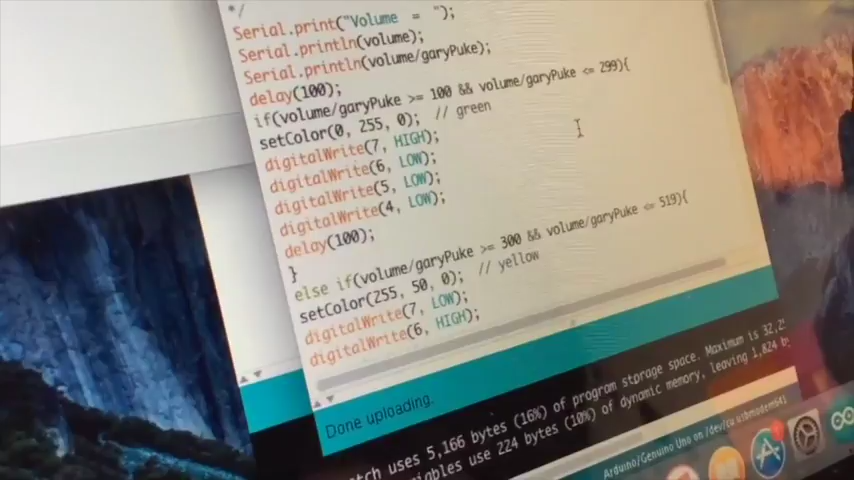 */
Serial.print("Volume = ");
Serial.println(volume);
Serial.println(volume/garyPuke);
delay(100);
if(volume/garyPuke >= 100 && volume/garyPuke <= 299){
setColor(0, 255, 0); // green
digitalWrite(7, HIGH);
digitalWrite(6, LOW);
digitalWrite(5, LOW);
digitalWrite(4, LOW);
delay(100);
}
else if(volume/garyPuke >= 300 && volume/garyPuke <= 519){
setColor(255, 50, 0); // yellow
digitalWrite(7, LOW);
digitalWrite(6, HIGH);
Done uploading.
uses 5,166 bytes (16%) of program storage space. Maximum is
use 224 bytes (10%) of dynamic memory, leaving 1,824
Arduino/Genuino Uno on